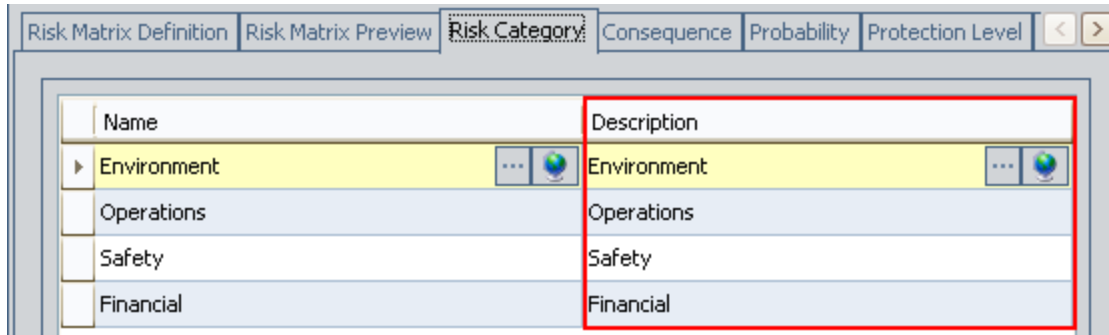 Risk Matrix Definition Risk Matrix Preview Risk Category Consequence Probability Protection Level
Name Description
Environment ... Environment ...
Operations Operations
Safety Safety
Financial Financial